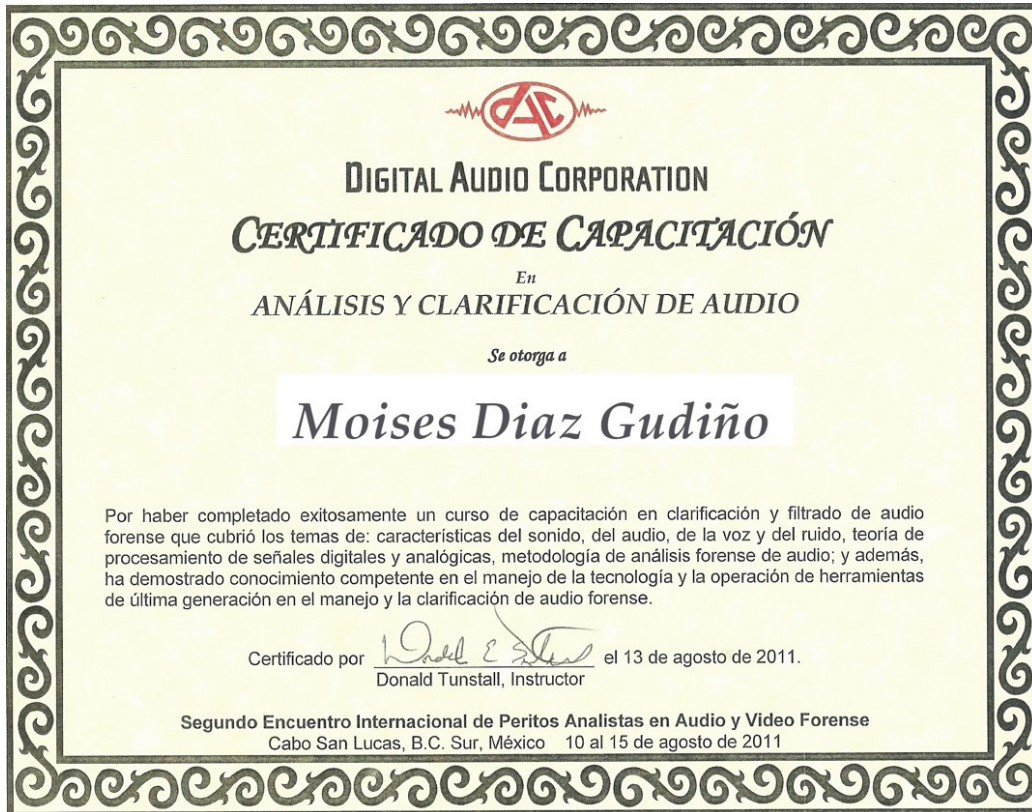 dAc
DIGITAL AUDIO CORPORATION
CERTIFICADO DE CAPACITACIÓN
En
ANÁLISIS Y CLARIFICACIÓN DE AUDIO
Se otorga a
Moises Diaz Gudiño
Por haber completado exitosamente un curso de capacitación en clarificación y filtrado de audio
forense que cubrió los temas de: características del sonido, del audio, de la voz y del ruido, teoría de
procesamiento de señales digitales y analógicas, metodología de análisis forense de audio; y además,
ha demostrado conocimiento competente en el manejo de la tecnología y la operación de herramientas
de última generación en el manejo y la clarificación de audio forense.
Certificado por el 13 de agosto de 2011.
Donald Tunstall, Instructor
Segundo Encuentro Internacional de Peritos Analistas en Audio y Video Forense
Cabo San Lucas, B.C. Sur, México 10 al 15 de agosto de 2011